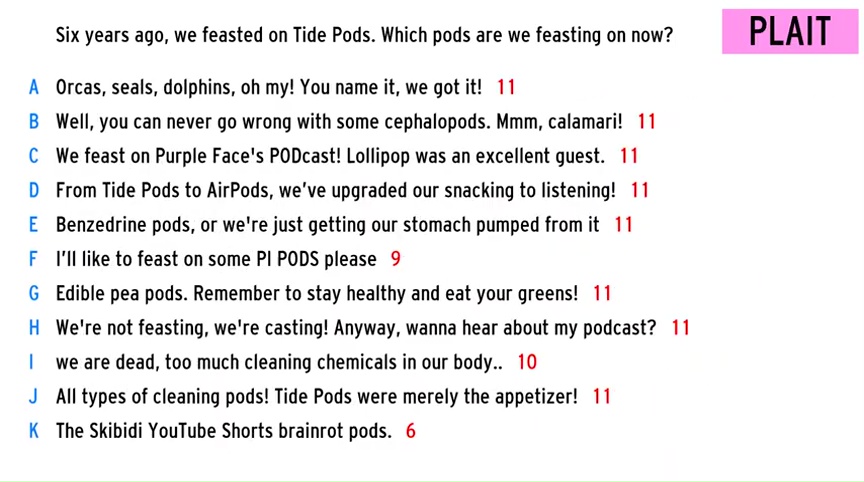 Six years ago, we feasted on Tide Pods. Which pods are we feasting on now?
PLAIT
A Orcas, seals, dolphins, oh my! You name it, we got it! 11
B Well, you can never go wrong with some cephalopods. Mmm, calamari! 11
C We feast on Purple Face's PODcast! Lollipop was an excellent guest. 11
D From Tide Pods to AirPods, we’ve upgraded our snacking to listening! 11
E Benzedrine pods, or we're just getting our stomach pumped from it 11
F I’ll like to feast on some PI PODS please 9
G Edible pea pods. Remember to stay healthy and eat your greens! 11
H We're not feasting, we're casting! Anyway, wanna hear about my podcast? 11
I we are dead, too much cleaning chemicals in our body.. 10
J All types of cleaning pods! Tide Pods were merely the appetizer! 11
K The Skibidi YouTube Shorts brainrot pods. 6